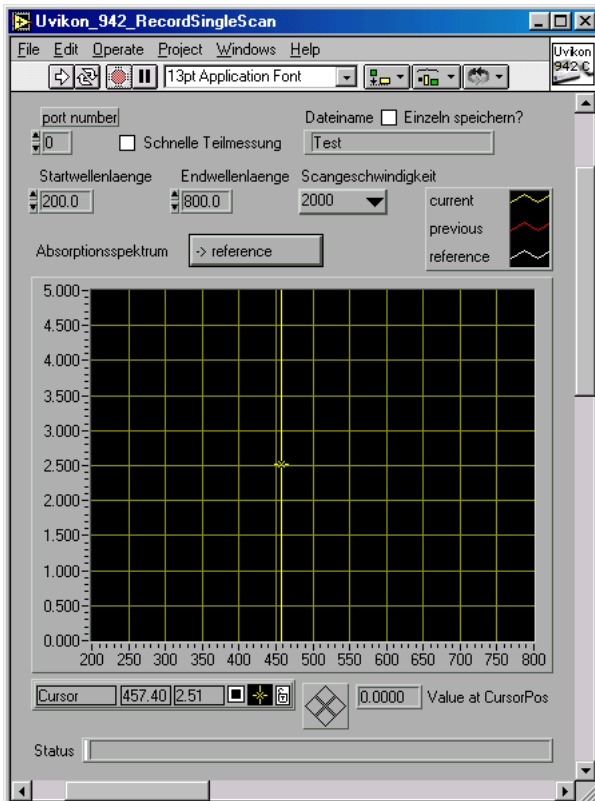 Uvikon_942_RecordSingleScan
File Edit Operate Project Windows Help
13pt Application Font
Uvikon
942 C
port number
Dateiname Einzeln speichern?
0 Schnelle Teilmessung Test
Startwellenlaenge Endwellenlaenge Scangeschwindigkeit
200.0 800.0 2000
current
previous
reference
Absorptionsspektrum -> reference
5.000
4.500
4.000
3.500
3.000
2.500
2.000
1.500
1.000
0.500
0.000
200 250 300 350 400 450 500 550 600 650 700 750 800
Cursor 457.40 2.51 0.0000 Value at CursorPos
Status